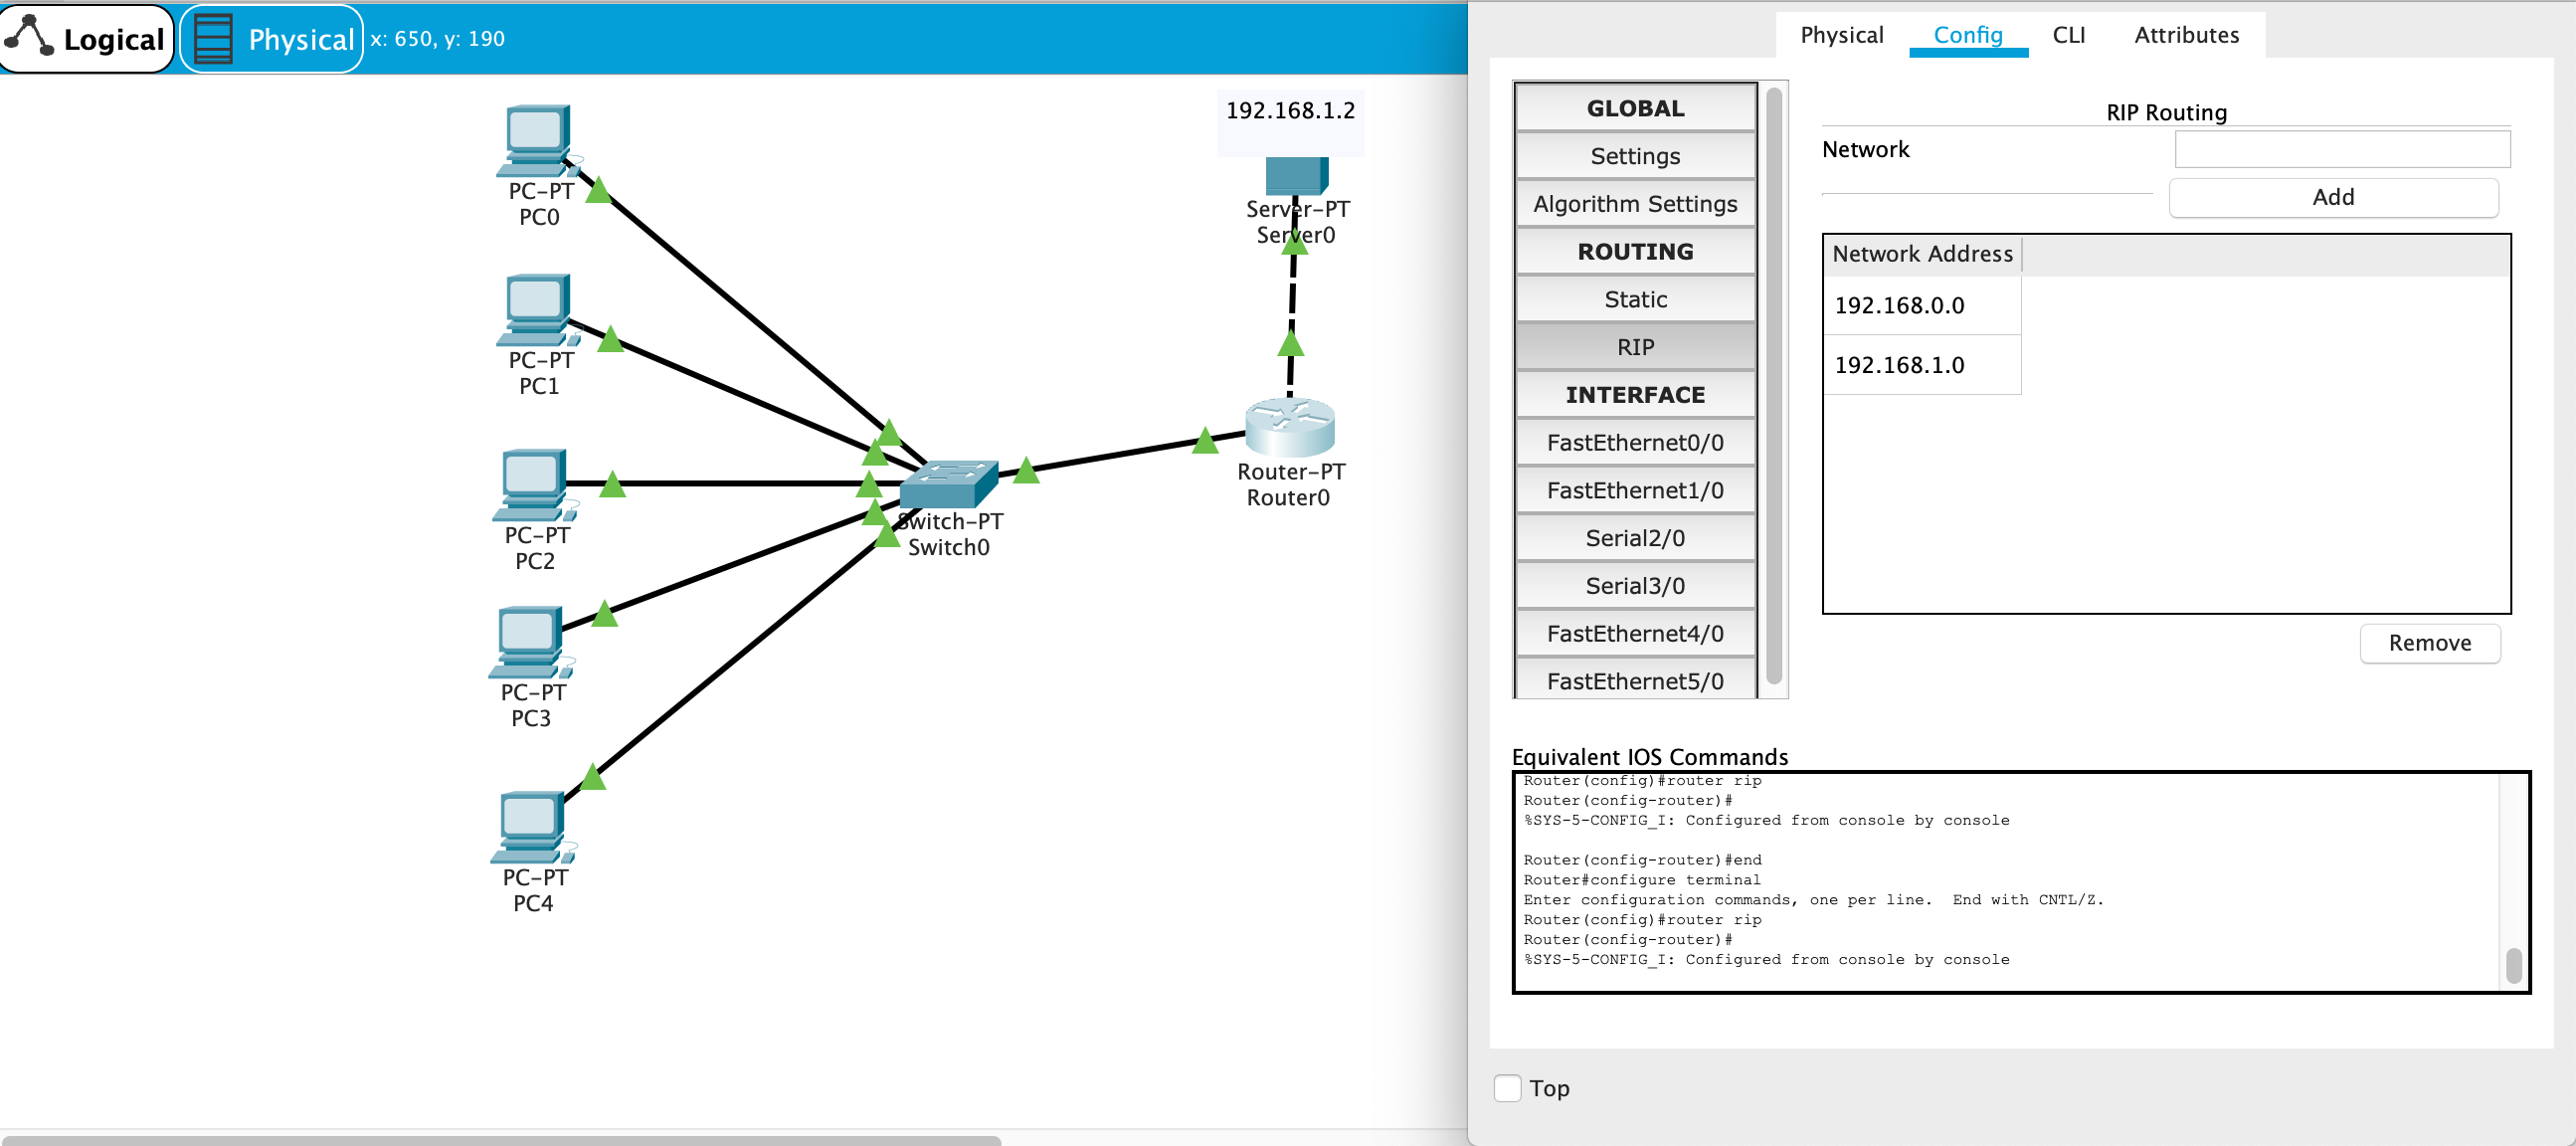 Logical
Physical
x: 650, y: 190
192.168.1.2
Server-PT
Server0
PC-PT
PC0
PC-PT
PC1
PC-PT
PC2
PC-PT
PC3
PC-PT
PC4
Switch-PT
Switch0
Router-PT
Router0
Physical
Config
CLI
Attributes
GLOBAL
Settings
Algorithm Settings
ROUTING
Static
RIP
INTERFACE
FastEthernet0/0
FastEthernet1/0
Serial2/0
Serial3/0
FastEthernet4/0
FastEthernet5/0
RIP Routing
Network
Add
Network Address
192.168.0.0
192.168.1.0
Remove
Equivalent IOS Commands
Router(config)#router rip
Router(config-router)#
%SYS-5-CONFIG_I: Configured from console by console
Router(config-router)#end
Router#configure terminal
Enter configuration commands, one per line.  End with CNTL/Z.
Router(config)#router rip
Router(config-router)#
%SYS-5-CONFIG_I: Configured from console by console
Top